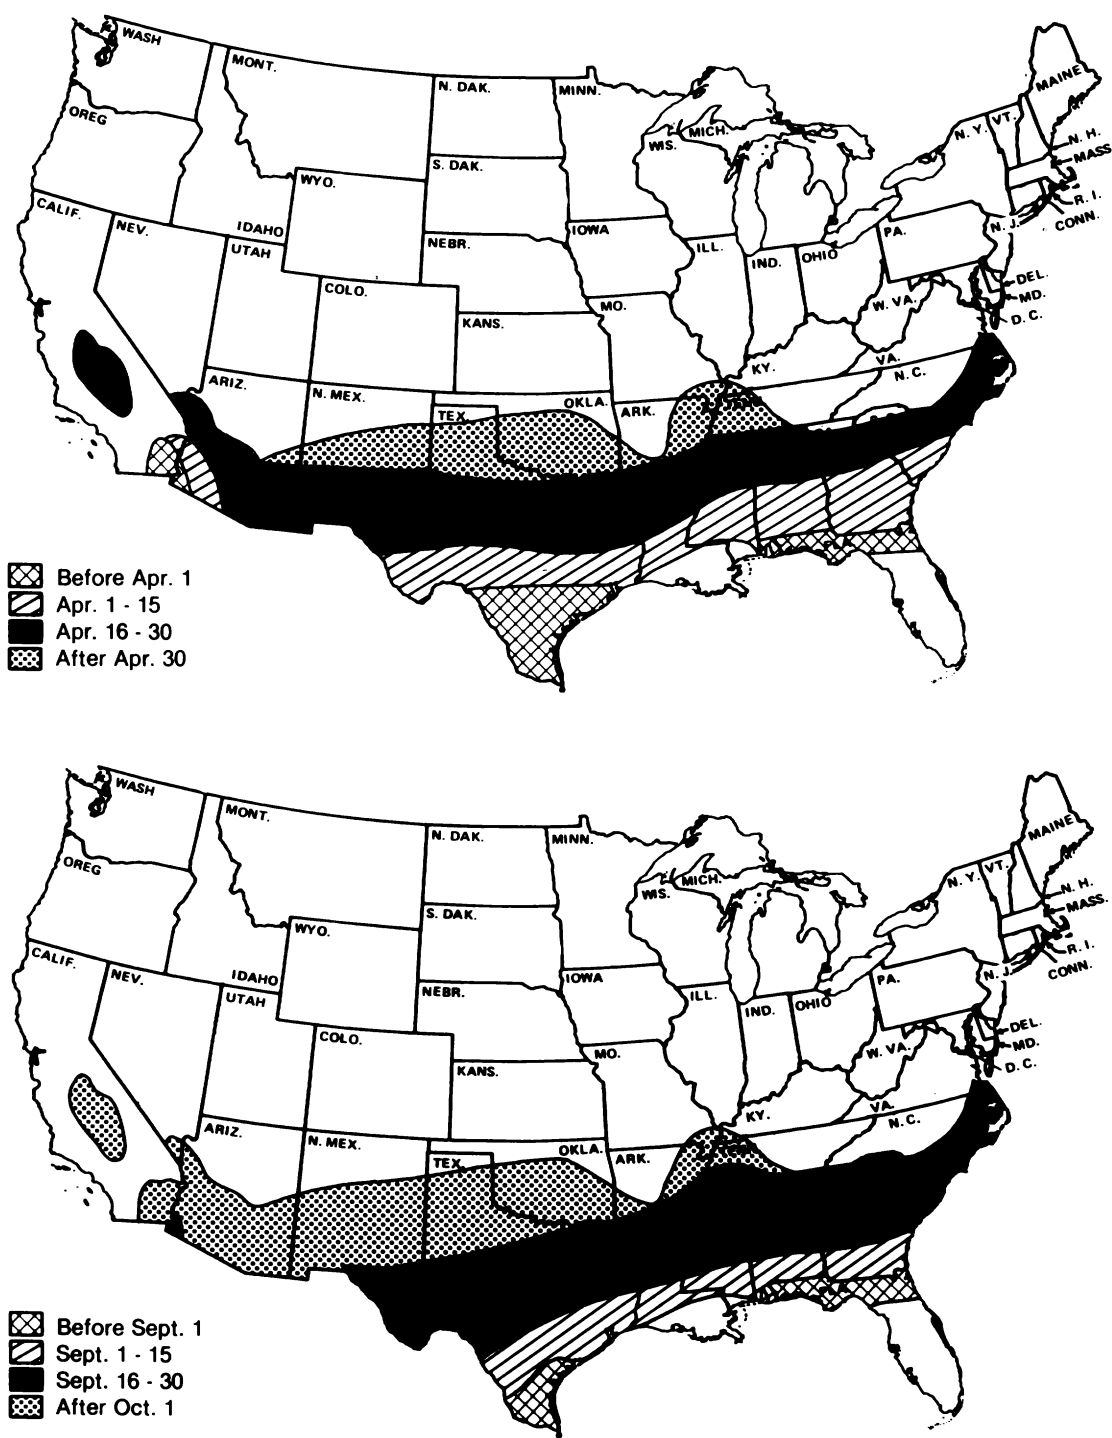 WASH
MONT.
N. DAK.
MINN.
MAINE
OREG
N. Y.
VT.
MICH.
WIS.
N. H.
MASS
S. DAK.
WYO.
CALIF.
R. I.
CONN.
NEV.
IDAHO
IOWA
N. J.
PA.
UTAH
NEBR.
ILL.
IND.
OHIO
DEL.
COLO.
MO.
W. VA.
MD.
KANS.
D. C.
VA.
KY.
N. C.
ARIZ.
N. MEX.
OKLA.
TEX.
ARK.
Before Apr. 1
Apr. 1 - 15
Apr. 16 - 30
After Apr. 30
WASH
MONT.
N. DAK.
MINN.
MAINE
OREG
N. Y.
VT.
MICH.
WIS.
N. H.
MASS.
S. DAK.
WYO.
CALIF.
R. I.
CONN.
NEV.
IDAHO
IOWA
N. J.
PA.
UTAH
NEBR.
ILL.
IND.
OHIO
DEL.
COLO.
MO.
W. VA.
MD.
KANS.
D. C.
VA.
KY.
N. C.
ARIZ.
N. MEX.
OKLA.
TEX.
ARK.
Before Sept. 1
Sept. 1 - 15
Sept. 16 - 30
After Oct. 1